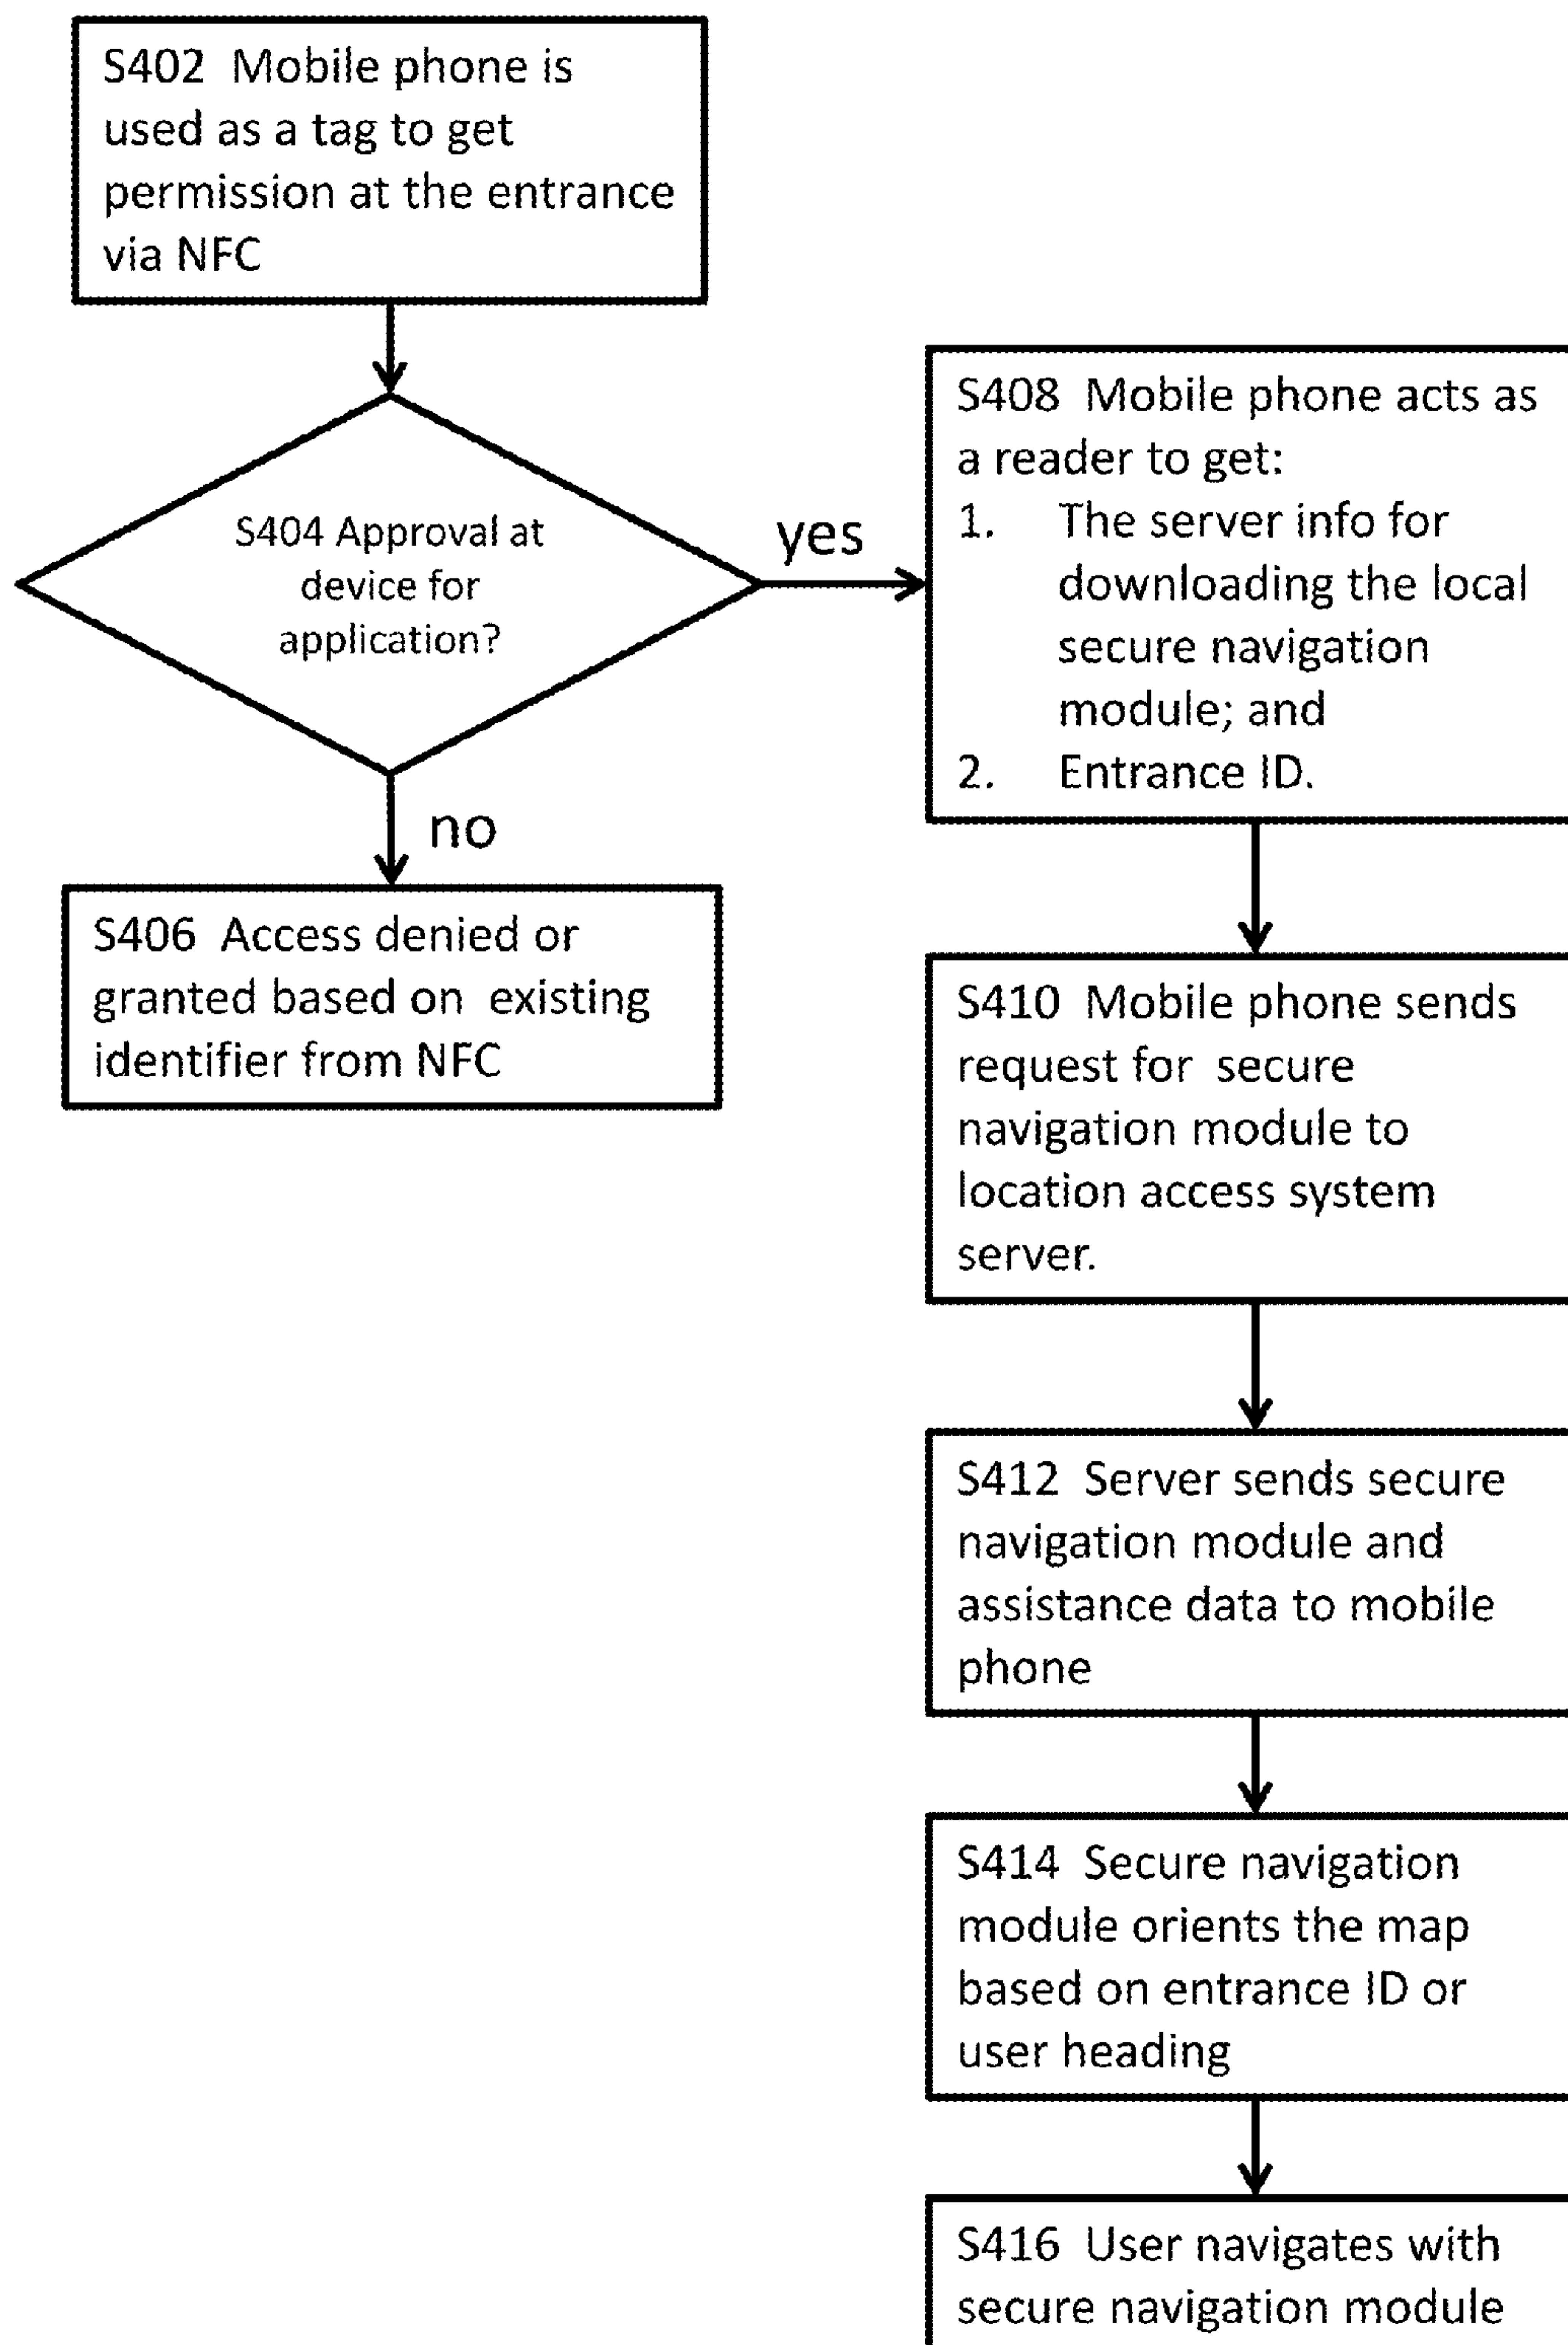 S402 Mobile phone is
used as a tag to get
permission at the entrance
via NFC
S404 Approval at
device for
application?
yes
no
S406 Access denied or
granted based on existing
identifier from NFC
S408 Mobile phone acts as
a reader to get:
1. The server info for
downloading the local
secure navigation
module; and
2. Entrance ID.
S410 Mobile phone sends
request for secure
navigation module to
location access system
server.
S412 Server sends secure
navigation module and
assistance data to mobile
phone
S414 Secure navigation
module orients the map
based on entrance ID or
user heading
S416 User navigates with
secure navigation module